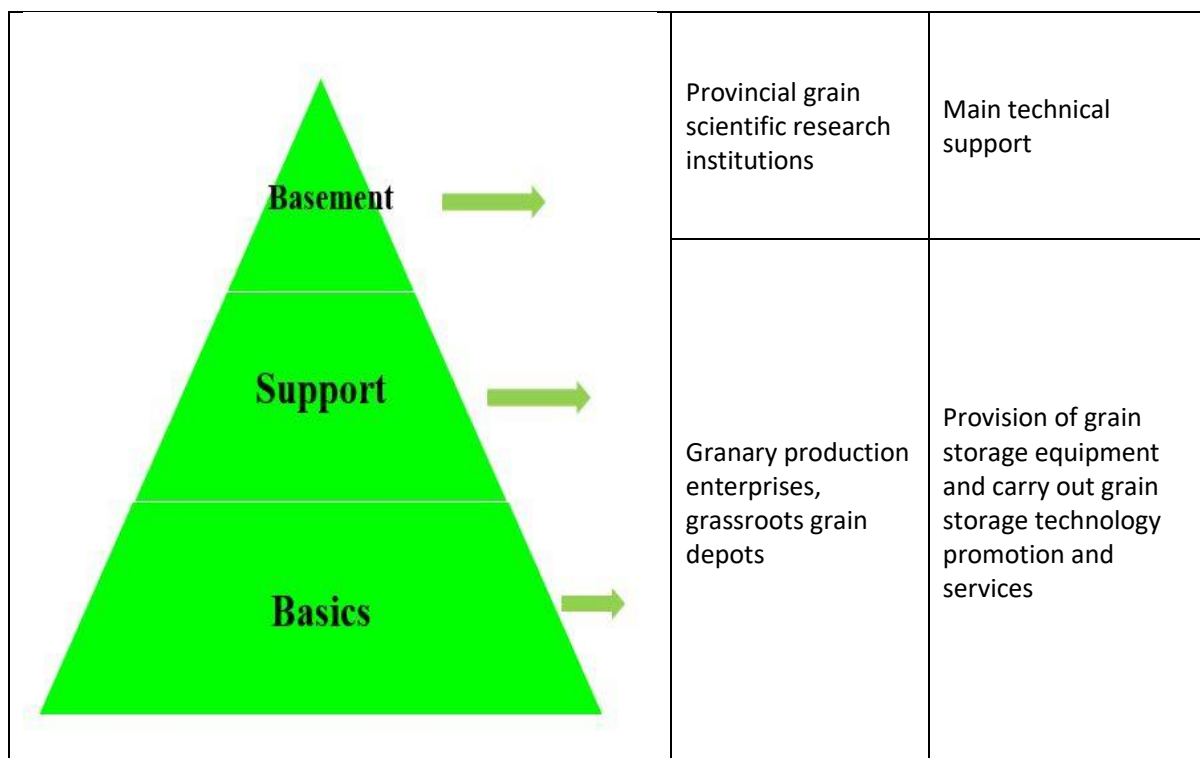 Basement
Provincial grain
scientific research
institutions
Main technical
support
Support
Basics
Granary production
enterprises,
grassroots grain
depots
Provision of grain
storage equipment
and carry out grain
storage technology
promotion and
services